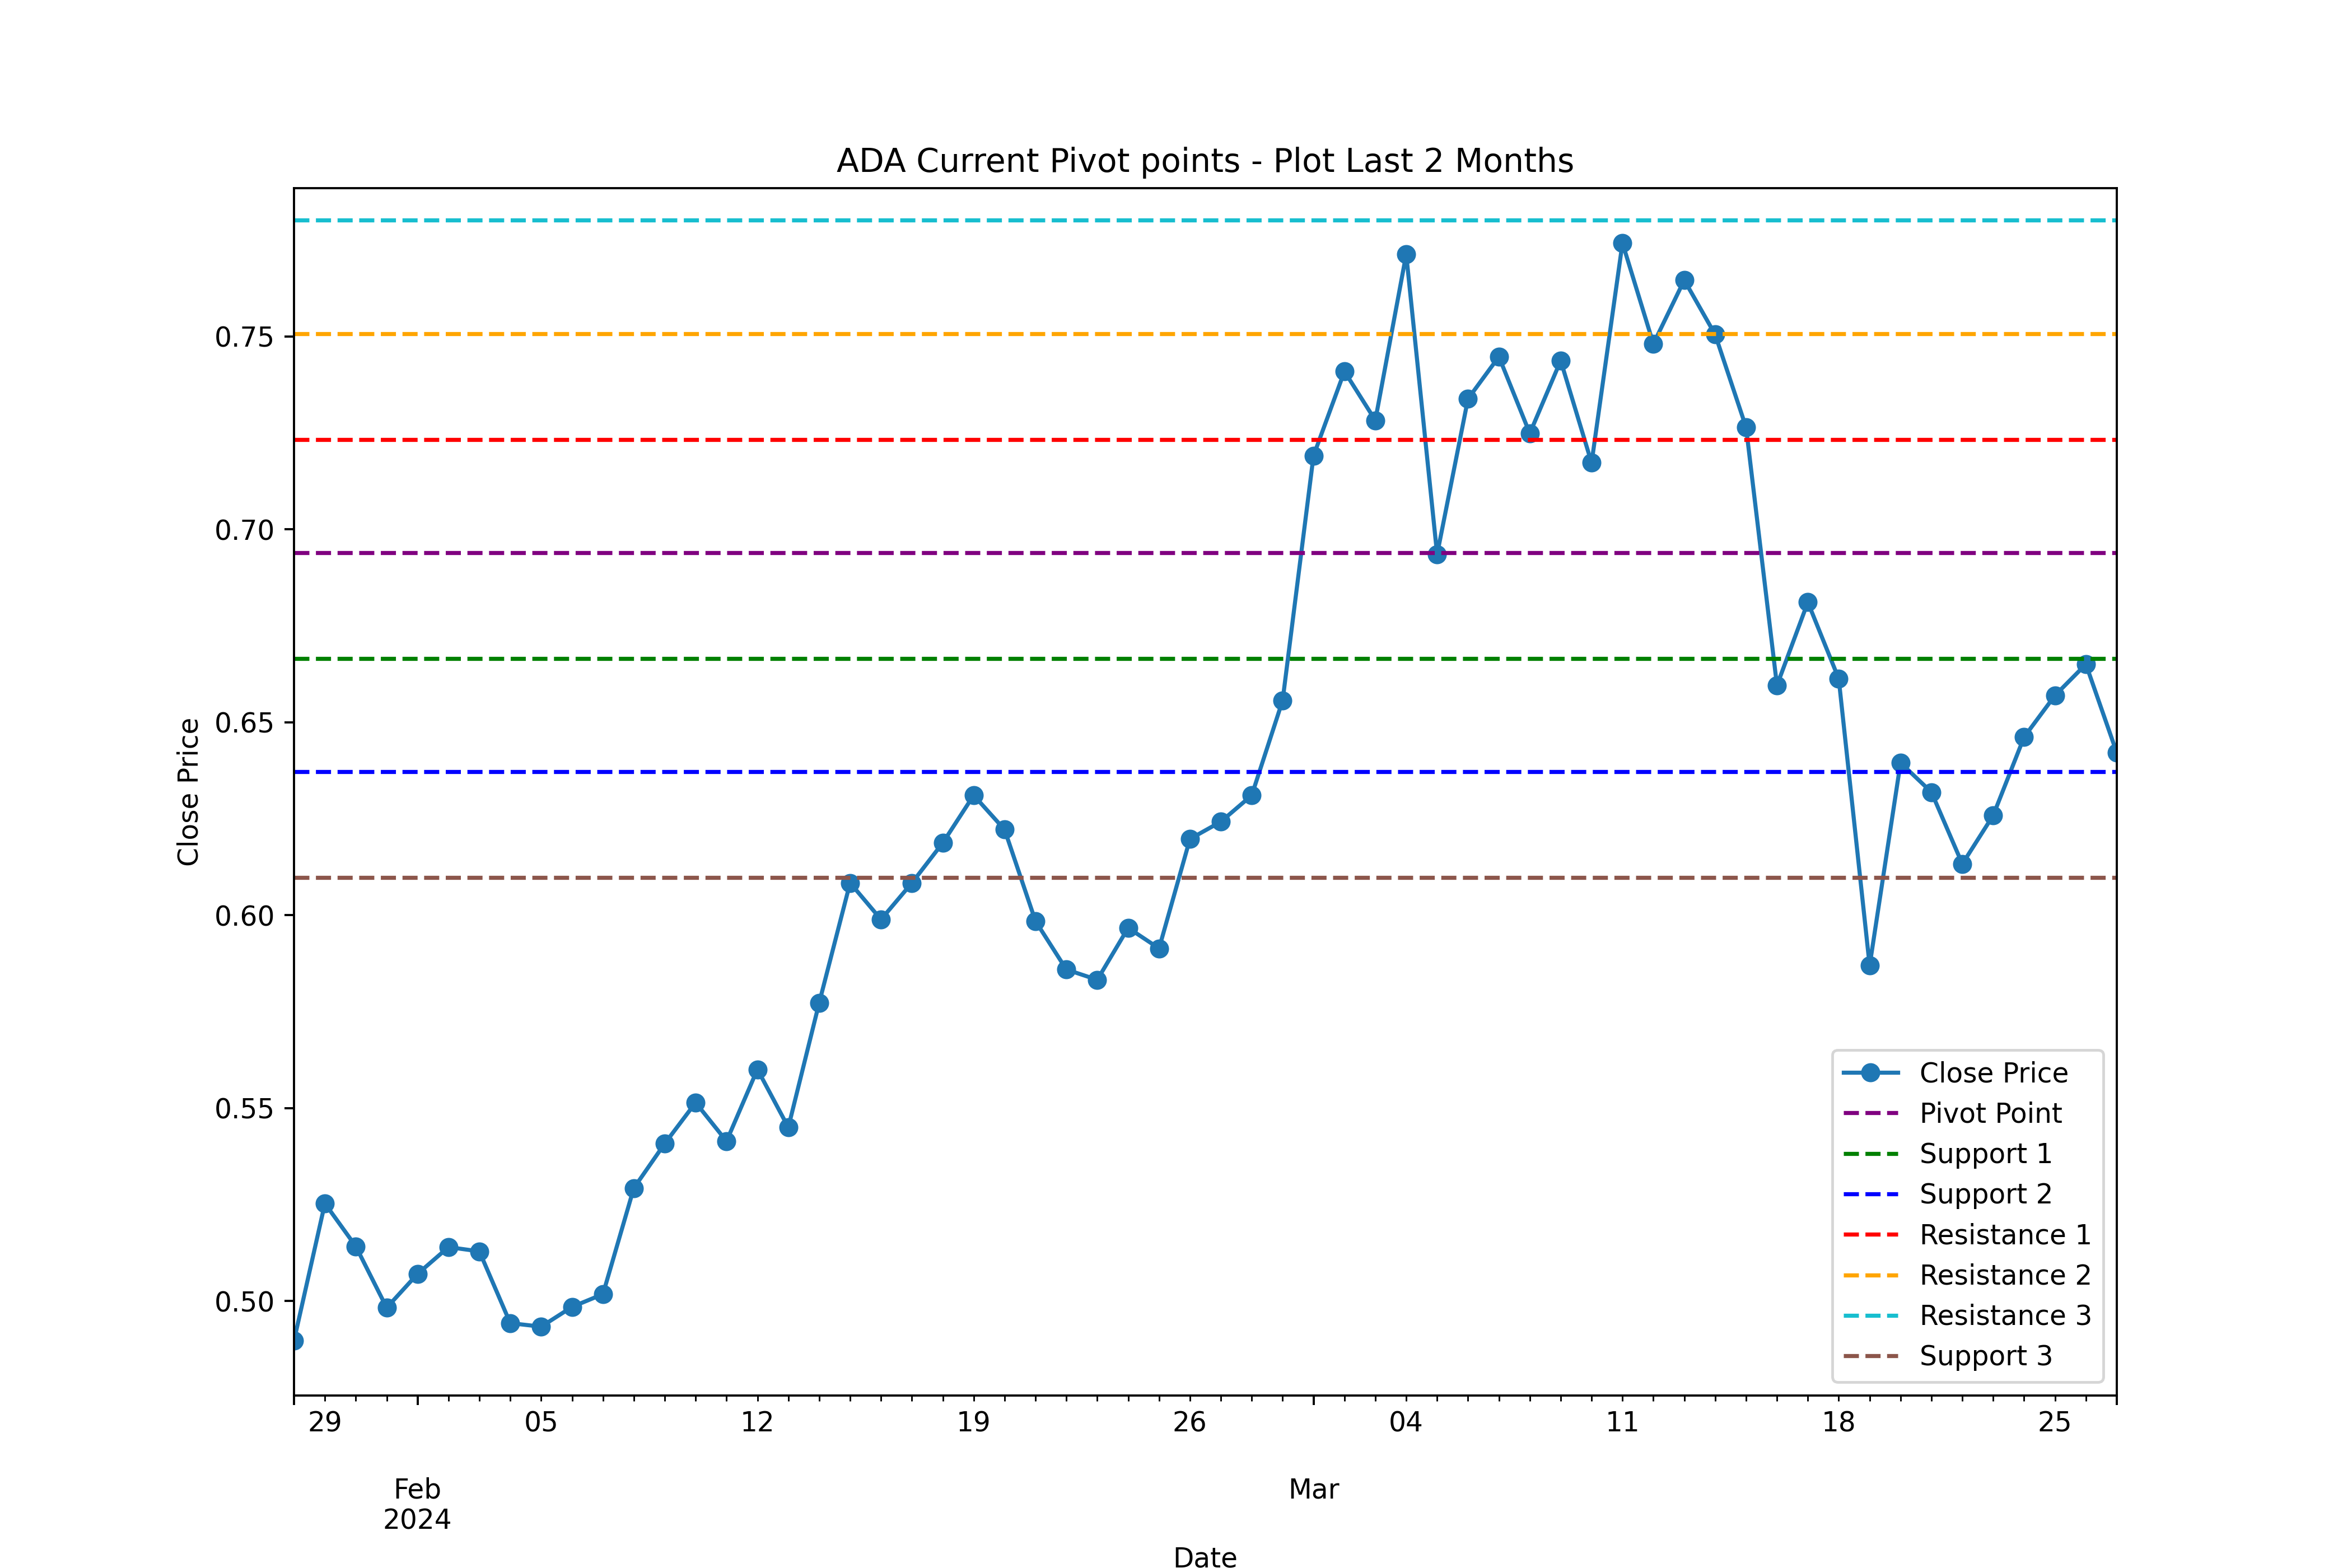 ADA Current Pivot points - Plot Last 2 Months
Close Price
0.75
0.70
0.65
0.60
0.55
0.50
Close Price
Pivot Point
Support 1
Support 2
Resistance 1
Resistance 2
Resistance 3
Support 3
29 05 12 19 26 04 11 18 25
Feb Mar
2024
Date